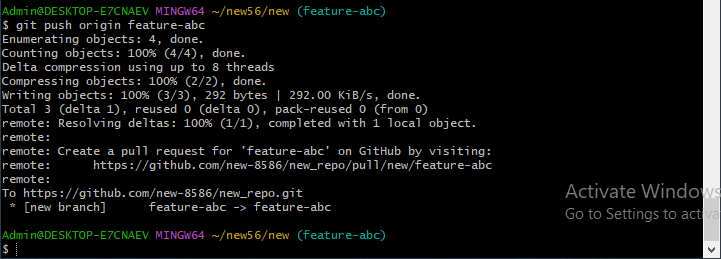 Admin@DESKTOP-E7CNAEV MINGW64 ~/new56/new (feature-abc)
$ git push origin feature-abc
Enumerating objects: 4, done.
Counting objects: 100% (4/4), done.
Delta compression using up to 8 threads
Compressing objects: 100% (2/2), done.
Writing objects: 100% (3/3), 292 bytes | 292.00 KiB/s, done.
Total 3 (delta 1), reused 0 (delta 0), pack-reused 0 (from 0)
remote: Resolving deltas: 100% (1/1), completed with 1 local object.
remote:
remote: Create a pull request for 'feature-abc' on GitHub by visiting:
remote:      https://github.com/new-8586/new_repo/pull/new/feature-abc
remote:
To https://github.com/new-8586/new_repo.git
 * [new branch]      feature-abc -> feature-abc
Admin@DESKTOP-E7CNAEV MINGW64 ~/new56/new (feature-abc)
$
Activate Windows
Go to Settings to activa